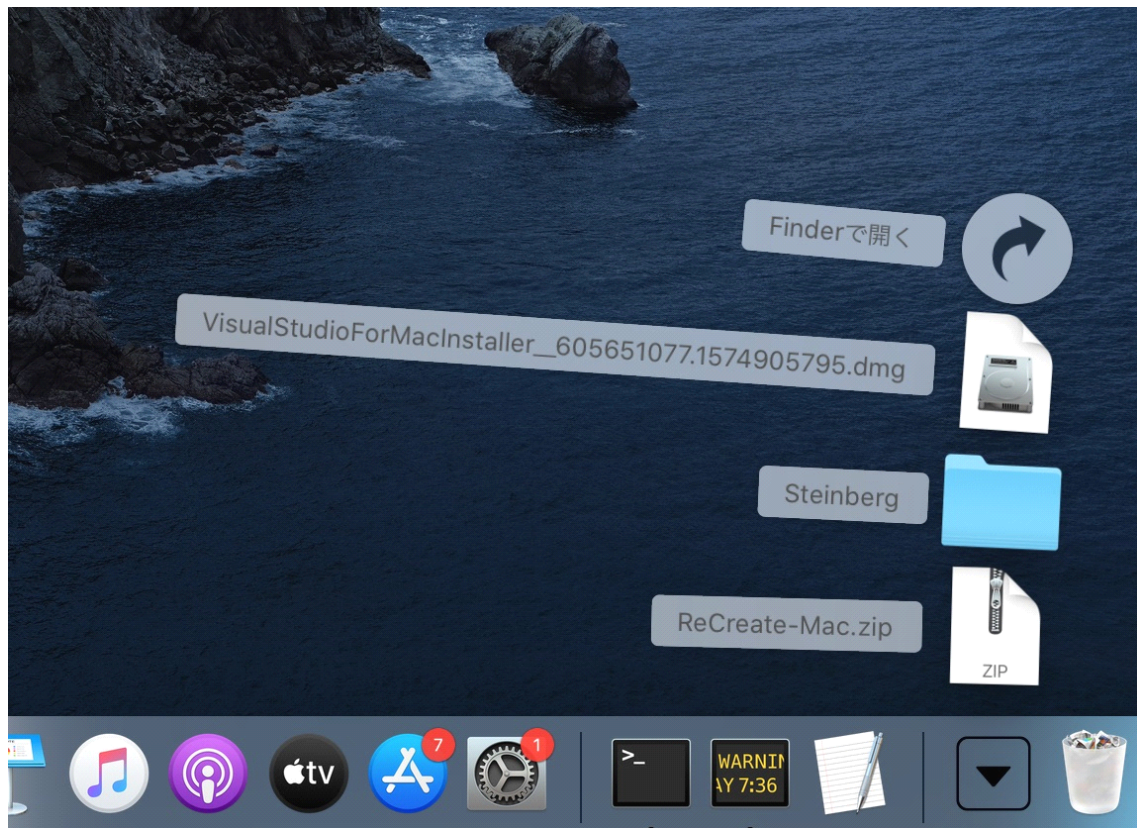 Finderで開く
VisualStudioForMacInstaller__605651077.1574905795.dmg
Steinberg
ReCreate-Mac.zip
ZIP
tv
7
1
>_
WARNIN
AY 7:36